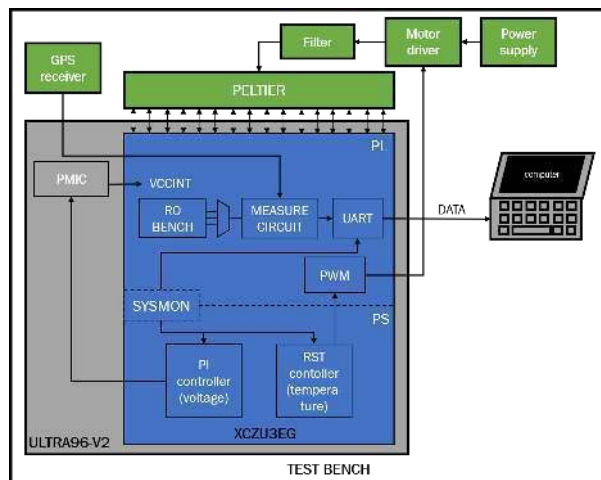 GPS
receiver
Filter
Motor
driver
Power
supply
PELTIER
PL
PMIC
VCCINT
RO
BENCH
MEASURE
CIRCUIT
UART
DATA
computer
PWM
SYSMON
PS
PI
controller
(voltage)
RST
contoller
(tempera
ture)
XCZU3EG
ULTRA96-V2
TEST BENCH